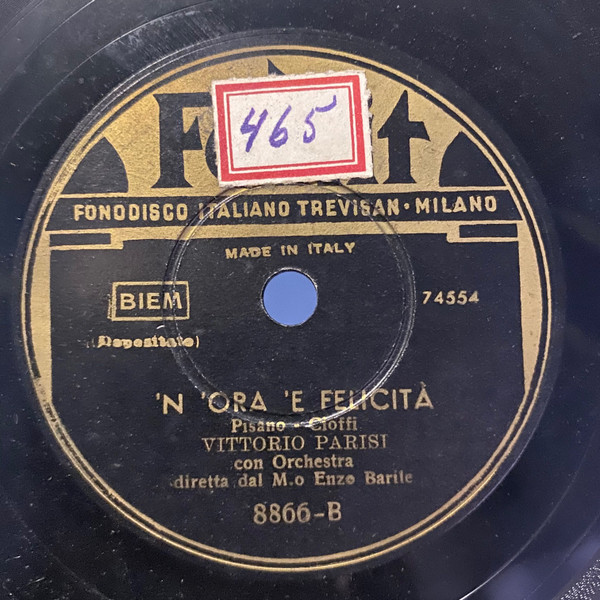 Fonit
465
FONODISCO ITALIANO TREVISAN · MILANO
MADE IN ITALY
BIEM
74554
(Depositato)
'N 'ORA 'E FELICITÀ
Pisano - Cioffi
VITTORIO PARISI
con Orchestra
diretta dal M.o Enzo Barile
8866-B